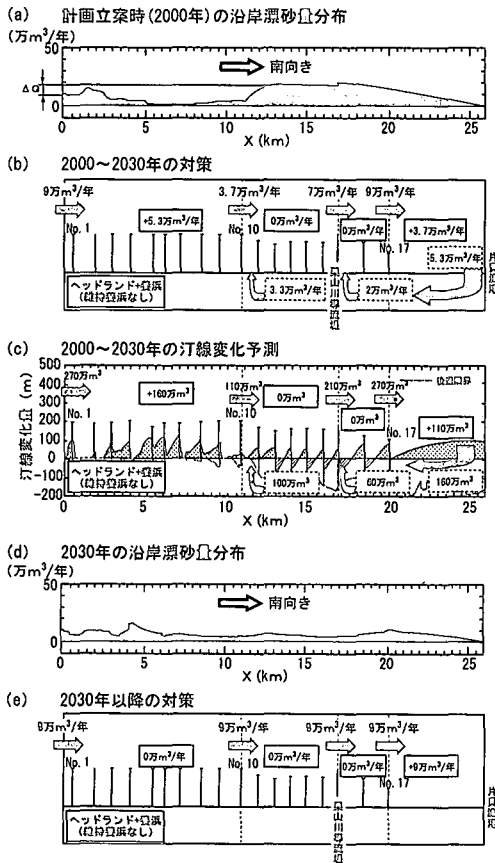 (a) 計画立案時(2000年)の沿岸漂砂量分布
(万m³/年)
50
ΔQ
0
南向き
0 5 10 15 20 25
X (km)
(b) 2000~2030年の対策
9万m³/年 3.7万m³/年 7万m³/年 9万m³/年
+5.3万m³/年 0万m³/年 0万m³/年 +3.7万m³/年
No. 1 No. 10 No. 17
5.3万m³/年
ヘッドランド+養浜
(維持養浜なし)
3.3万m³/年 2万m³/年
(c) 2000~2030年の汀線変化予測
汀線変化量 (m)
500
400
300
200
100
0
-100
-200
270万m³ 110万m³ 210万m³ 270万m³
+160万m³ 0万m³ 0万m³ +110万m³
No. 1 No. 10 No. 17
ヘッドランド+養浜
(維持養浜なし)
100万m³ 60万m³ 160万m³
(d) 2030年の沿岸漂砂量分布
(万m³/年)
50
0
南向き
0 5 10 15 20 25
X (km)
(e) 2030年以降の対策
9万m³/年 9万m³/年 9万m³/年 9万m³/年
0万m³/年 0万m³/年 0万m³/年 +9万m³/年
No. 1 No. 10 No. 17
ヘッドランド+養浜
(維持養浜なし)